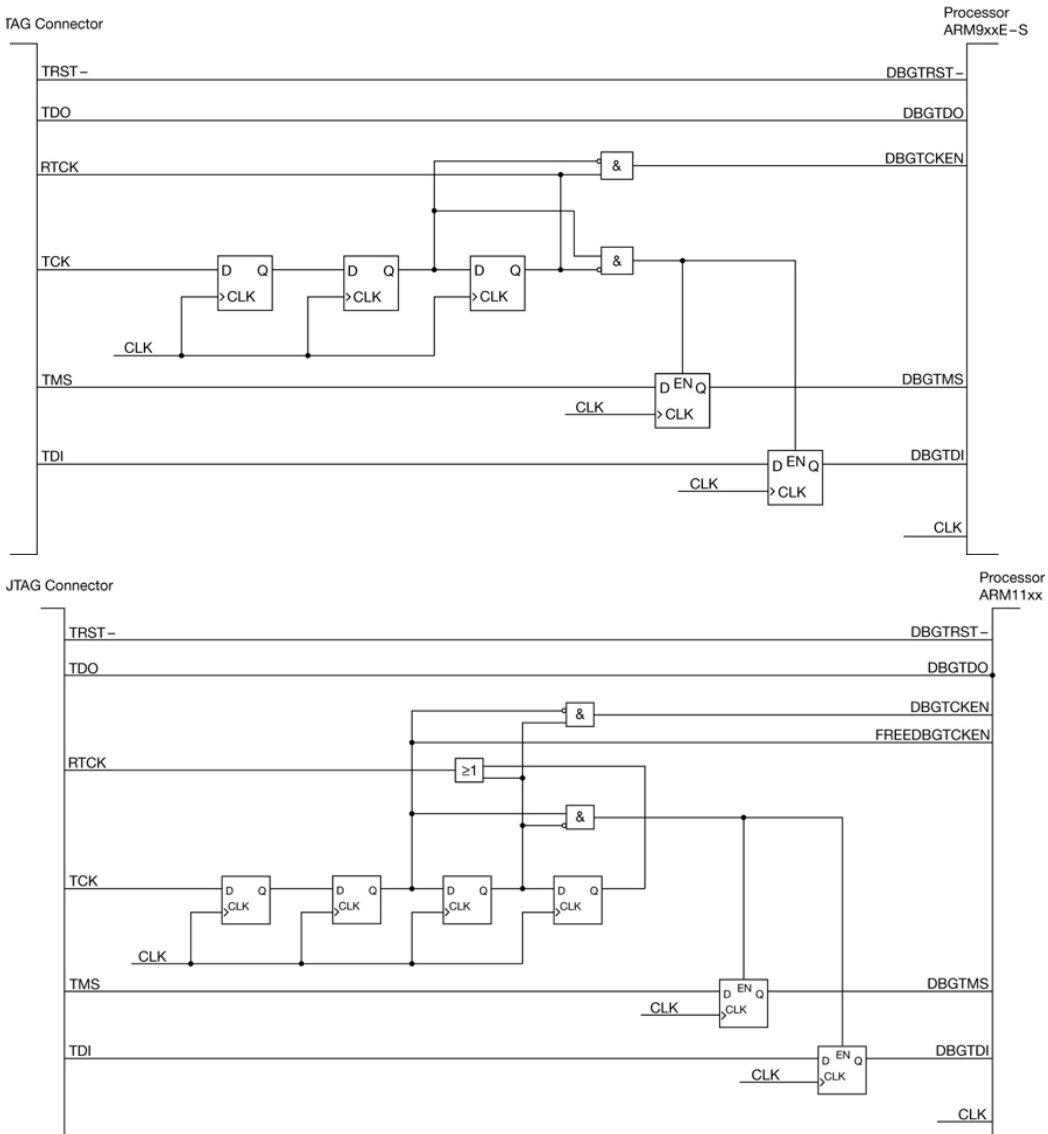 TAG Connector
Processor
ARM9xxE-S
TRST-
DBGTRST-
TDO
DBGTDO
RTCK
&
DBGTCKEN
TCK
D Q
CLK
D Q
CLK
D Q
CLK
&
CLK
TMS
D EN Q
CLK
CLK
DBGTMS
TDI
D EN Q
CLK
CLK
DBGTDI
CLK
JTAG Connector
Processor
ARM11xx
TRST-
DBGTRST-
TDO
DBGTDO
&
DBGTCKEN
FREEDBGTCKEN
RTCK
≥1
&
TCK
D Q
CLK
D Q
CLK
D Q
CLK
D Q
CLK
CLK
TMS
D EN Q
CLK
CLK
DBGTMS
TDI
D EN Q
CLK
CLK
DBGTDI
CLK